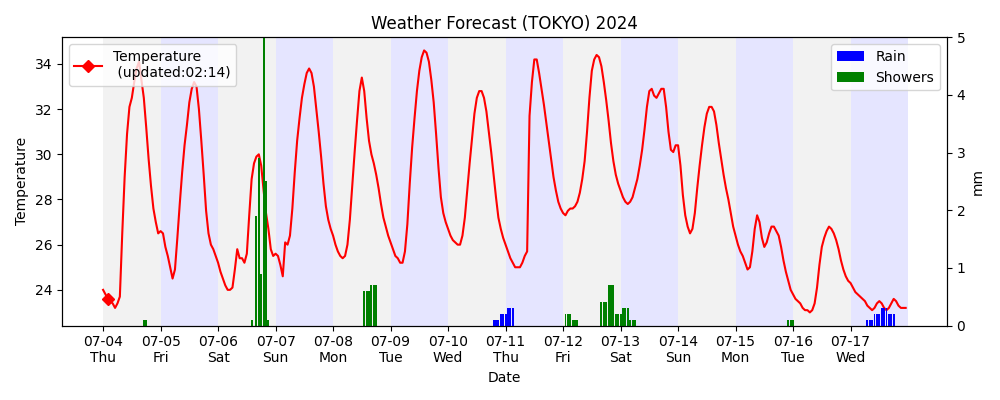 Weather Forecast (TOKYO) 2024
Temperature
(updated:02:14)
Rain
Showers
Temperature
34
32
30
28
26
24
5
4
3
2
1
0
mm
07-04 07-05 07-06 07-07 07-08 07-09 07-10 07-11 07-12 07-13 07-14 07-15 07-16 07-17
Thu Fri Sat Sun Mon Tue Wed Thu Fri Sat Sun Mon Tue Wed
Date